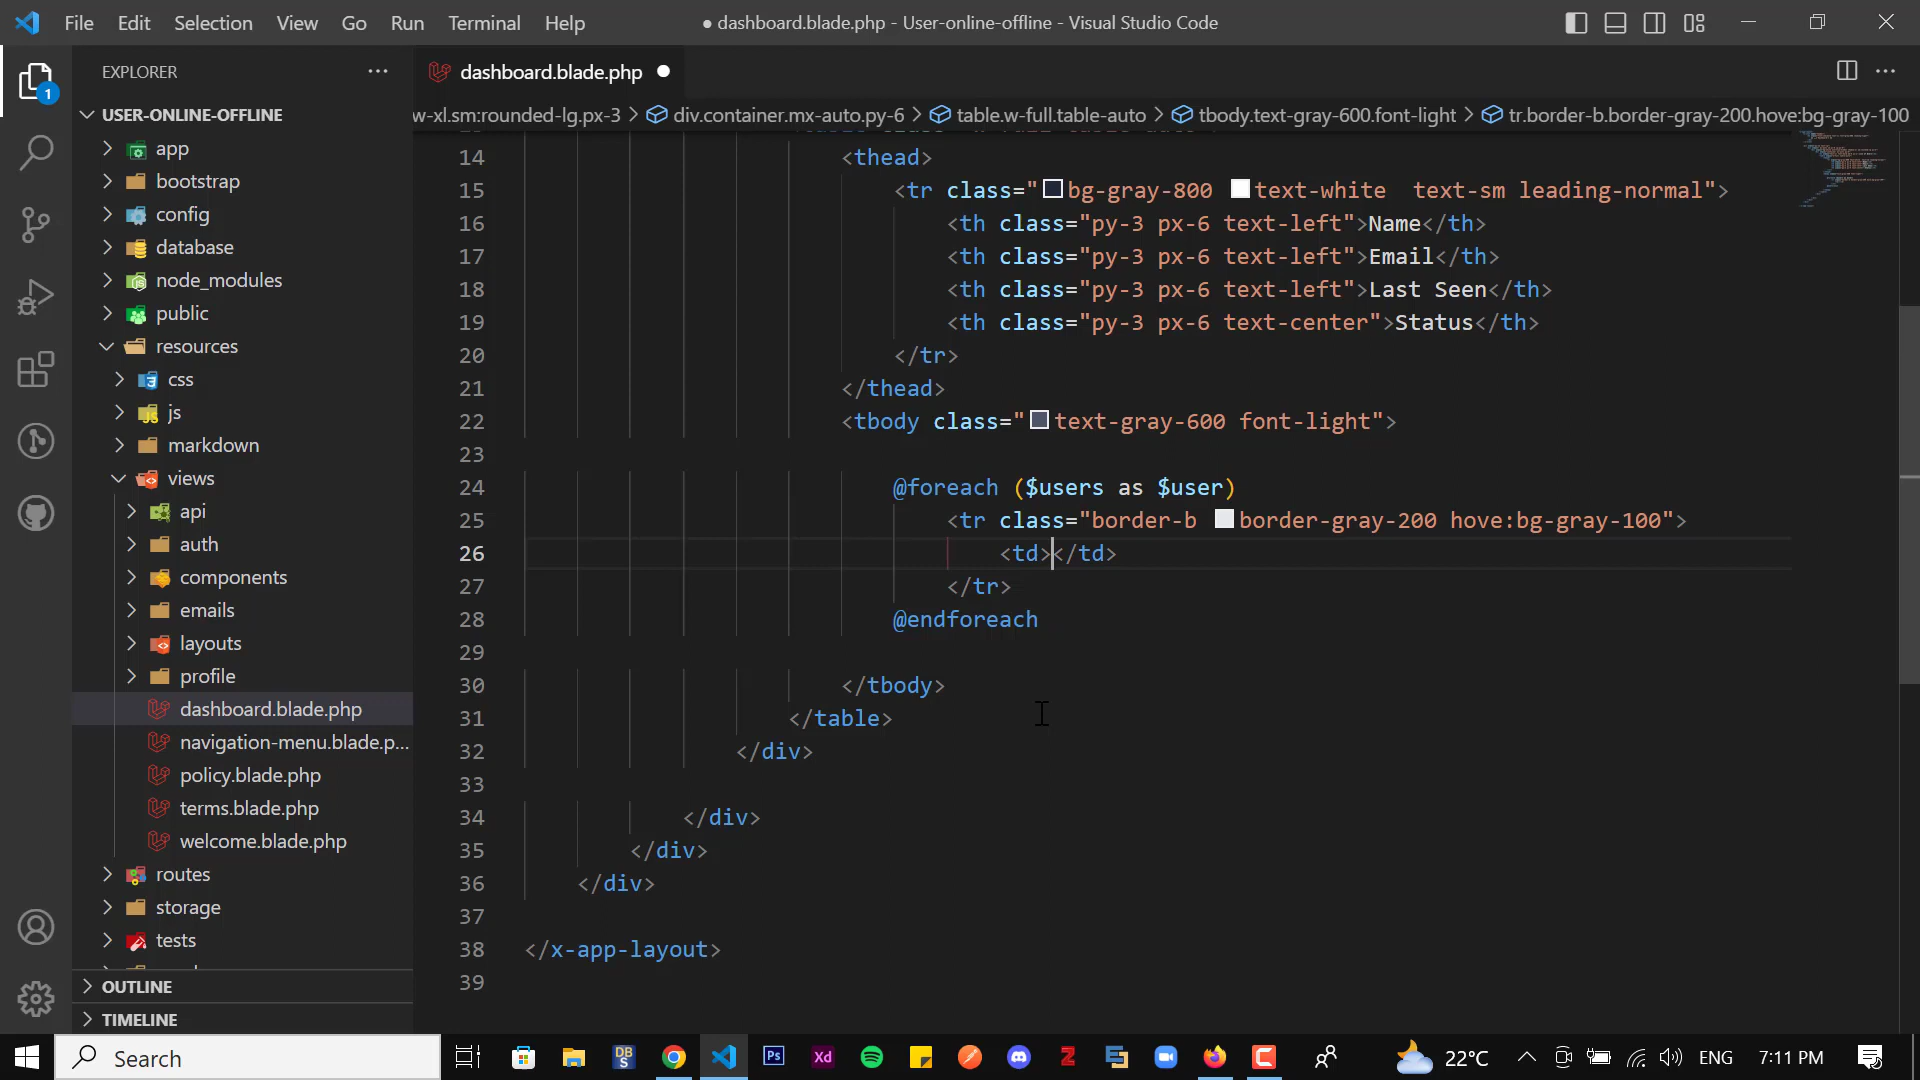 File Edit Selection View Go Run Terminal Help
● dashboard.blade.php - User-online-offline - Visual Studio Code
EXPLORER
dashboard.blade.php
USER-ONLINE-OFFLINE
w-xl.sm:rounded-lg.px-3 > div.container.mx-auto.py-6 > table.w-full.table-auto > tbody.text-gray-600.font-light > tr.border-b.border-gray-200.hove:bg-gray-100
1
app
bootstrap
config
database
node_modules
public
resources
css
js
markdown
views
api
auth
components
emails
layouts
profile
dashboard.blade.php
navigation-menu.blade.p...
policy.blade.php
terms.blade.php
welcome.blade.php
routes
storage
tests
OUTLINE
TIMELINE
14 <thead>
15 <tr class="bg-gray-800 text-white  text-sm leading-normal">
16 <th class="py-3 px-6 text-left">Name</th>
17 <th class="py-3 px-6 text-left">Email</th>
18 <th class="py-3 px-6 text-left">Last Seen</th>
19 <th class="py-3 px-6 text-center">Status</th>
20 </tr>
21 </thead>
22 <tbody class="text-gray-600 font-light">
23
24 @foreach ($users as $user)
25 <tr class="border-b border-gray-200 hove:bg-gray-100">
26 <td></td>
27 </tr>
28 @endforeach
29
30 </tbody>
31 </table>
32 </div>
33
34 </div>
35 </div>
36 </div>
37
38 </x-app-layout>
39
Search
DB
S
Ps
Xd
Z
22°C
ENG
7:11 PM